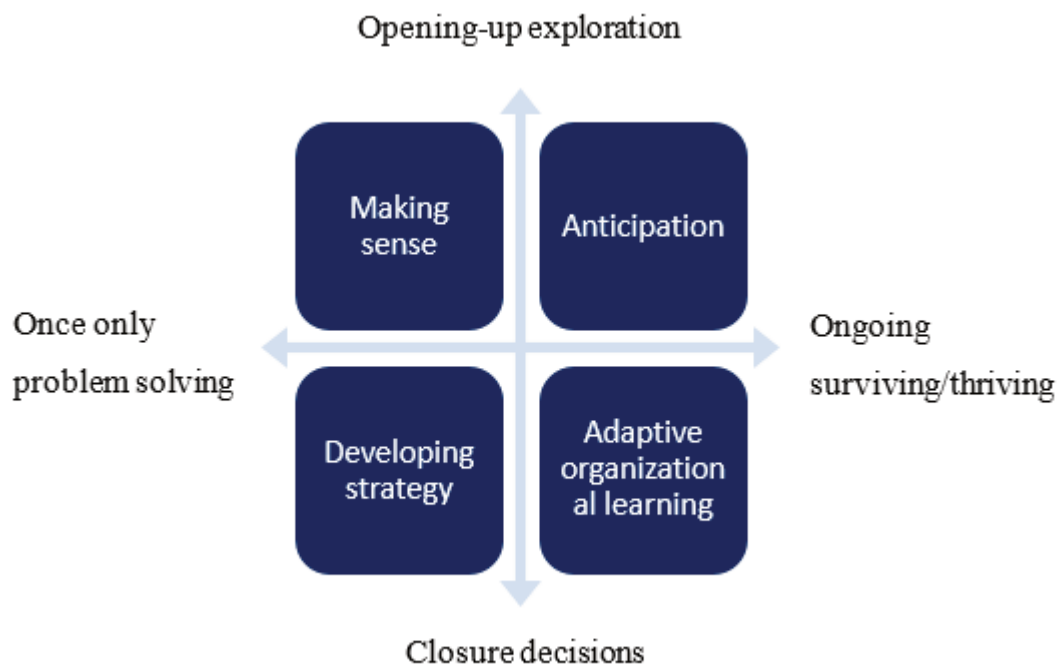 Opening-up exploration
Making
sense
Anticipation
Once only
problem solving
Ongoing
surviving/thriving
Developing
strategy
Adaptive
organization
al learning
Closure decisions